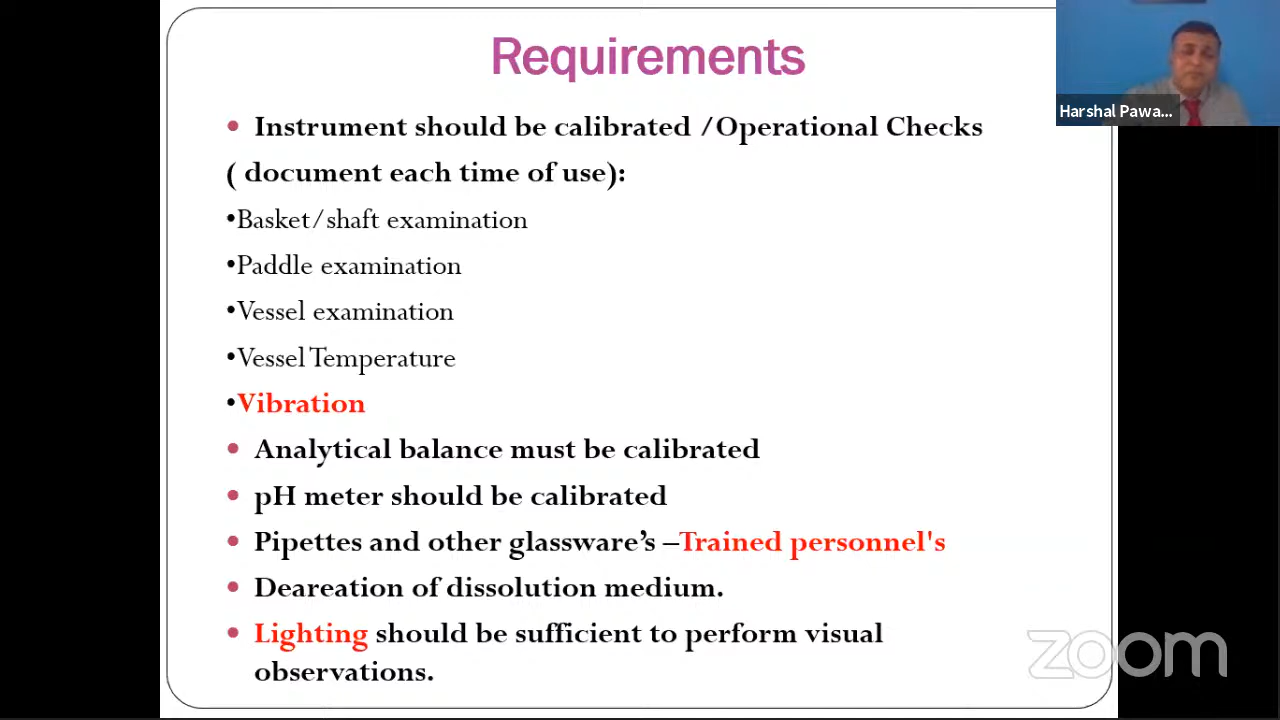 Requirements
Harshal Pawa...
• Instrument should be calibrated /Operational Checks
( document each time of use):
•Basket/shaft examination
•Paddle examination
•Vessel examination
•Vessel Temperature
•Vibration
• Analytical balance must be calibrated
• pH meter should be calibrated
• Pipettes and other glassware’s –Trained personnel's
• Deareation of dissolution medium.
• Lighting should be sufficient to perform visual
observations.
zoom